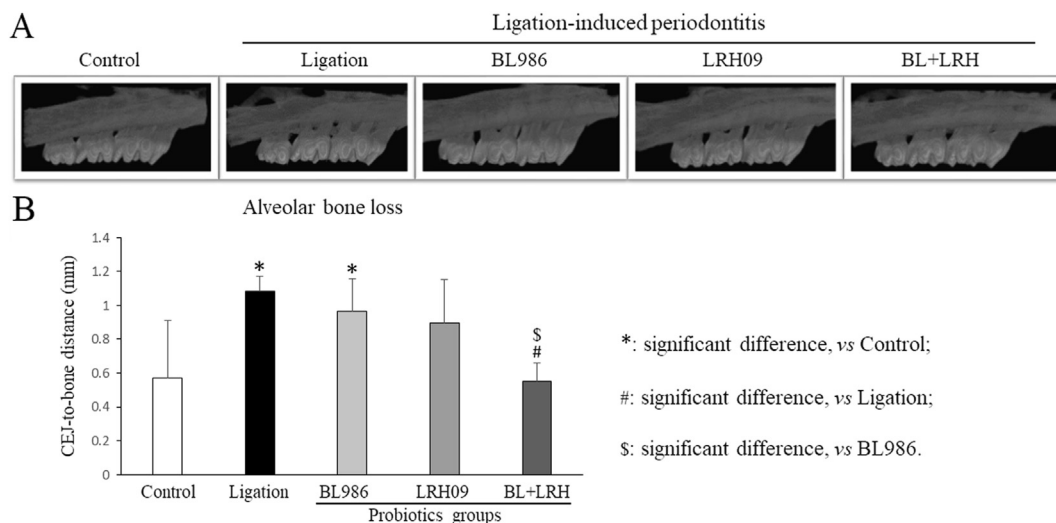 A
Ligation-induced periodontitis
Control
Ligation
BL986
LRH09
BL+LRH
B
Alveolar bone loss
CEJ-to-bone distance (mm)
1.4
1.2
1
0.8
0.6
0.4
0.2
0
*
*
$
#
Control
Ligation
BL986
LRH09
BL+LRH
Probiotics groups
*: significant difference, vs Control;
#: significant difference, vs Ligation;
$: significant difference, vs BL986.